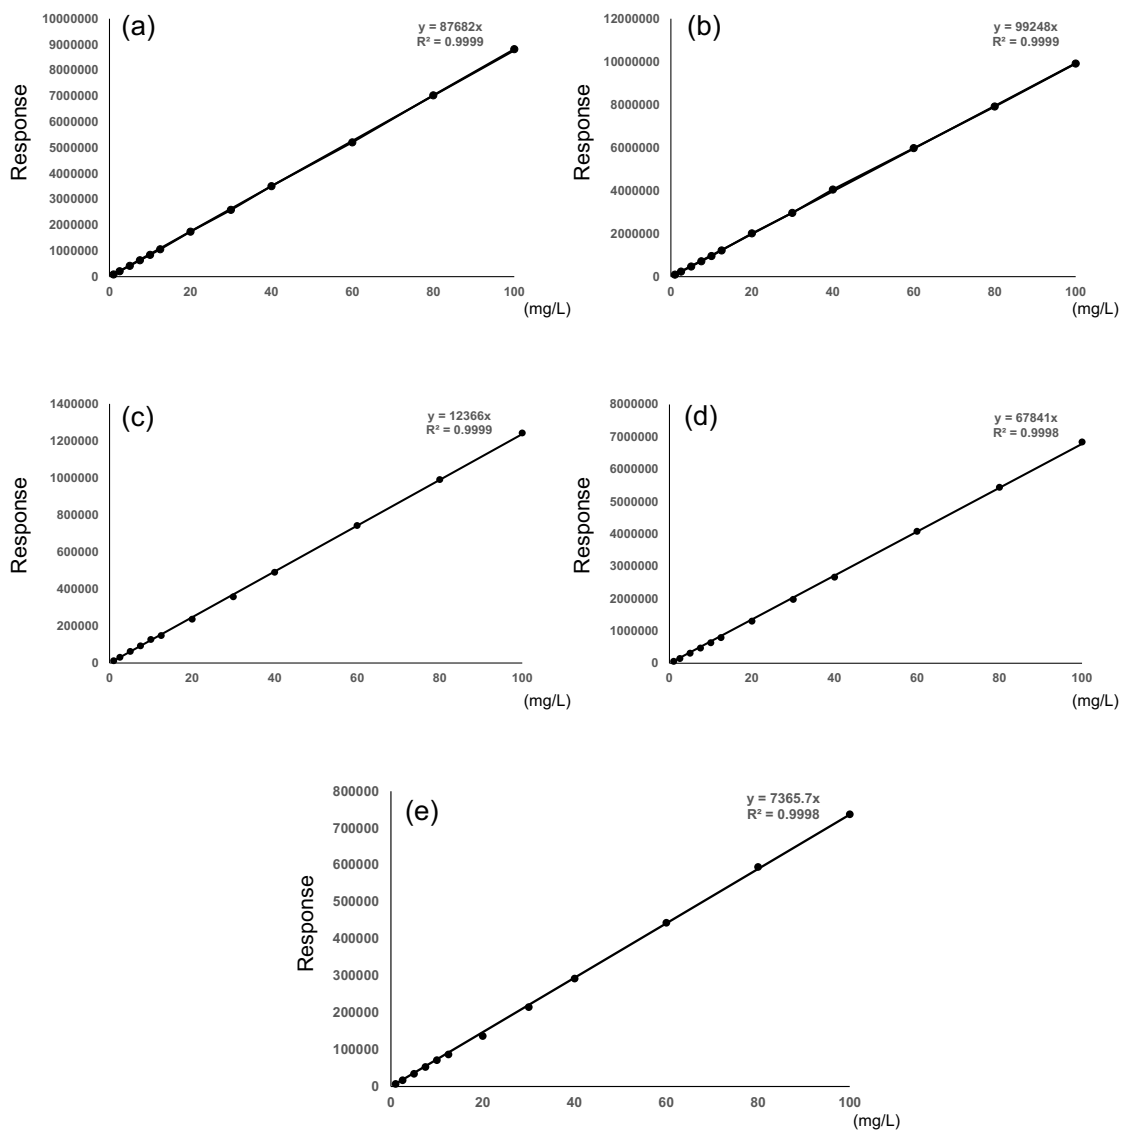 (a)
y = 87682x
R² = 0.9999
Response
10000000
9000000
8000000
7000000
6000000
5000000
4000000
3000000
2000000
1000000
0
0 20 40 60 80 100
(mg/L)
(b)
y = 99248x
R² = 0.9999
Response
12000000
10000000
8000000
6000000
4000000
2000000
0
0 20 40 60 80 100
(mg/L)
(c)
y = 12366x
R² = 0.9999
Response
1400000
1200000
1000000
800000
600000
400000
200000
0
0 20 40 60 80 100
(mg/L)
(d)
y = 67841x
R² = 0.9998
Response
8000000
7000000
6000000
5000000
4000000
3000000
2000000
1000000
0
0 20 40 60 80 100
(mg/L)
(e)
y = 7365.7x
R² = 0.9998
Response
800000
700000
600000
500000
400000
300000
200000
100000
0
0 20 40 60 80 100
(mg/L)